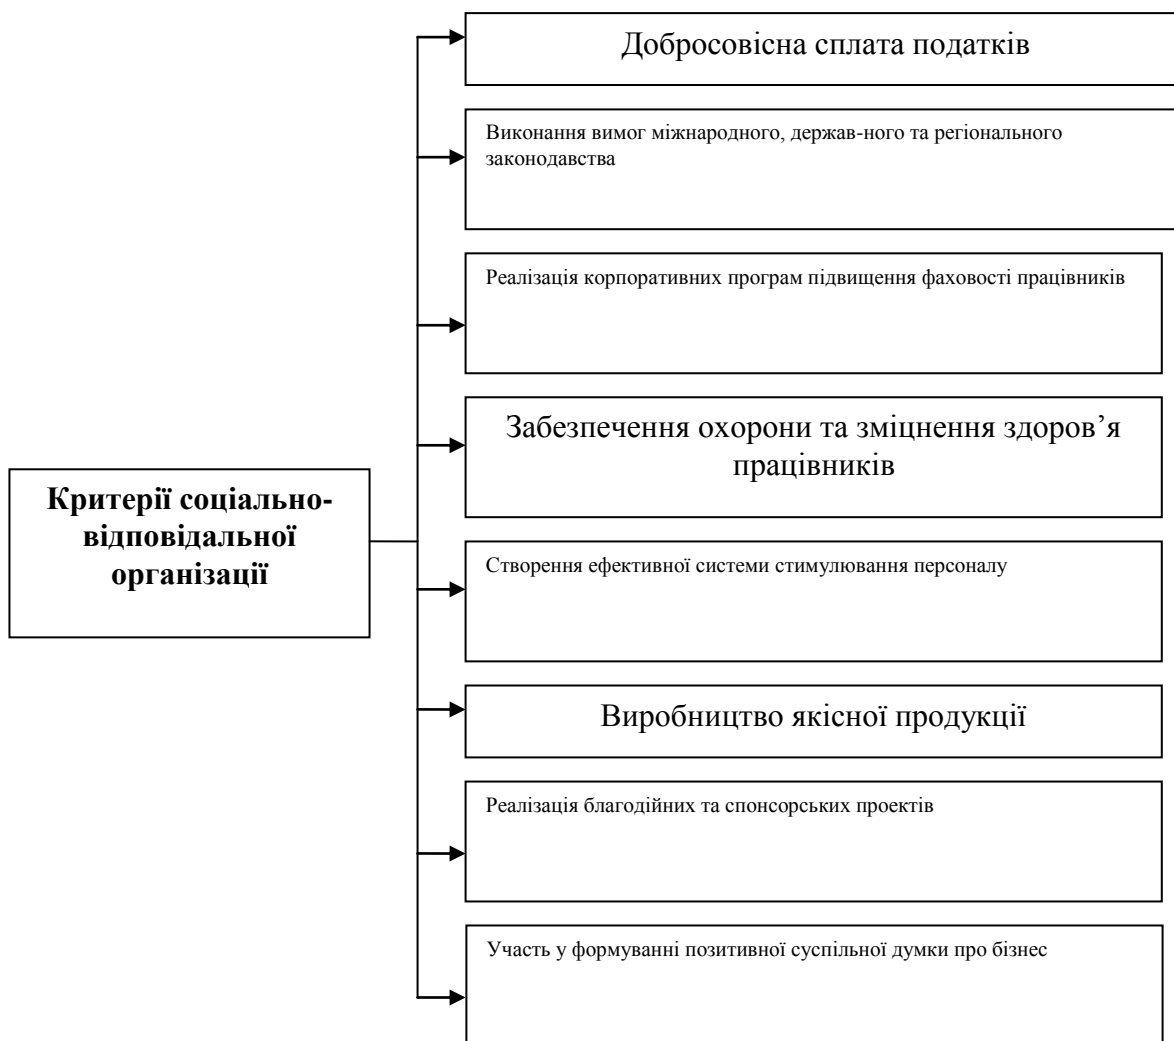 Добросовісна сплата податків
Виконання вимог міжнародного, держав-ного та регіонального
законодавства
Реалізація корпоративних програм підвищення фаховості працівників
Забезпечення охорони та зміцнення здоров’я
працівників
Критерії соціально-
відповідальної
організації
Створення ефективної системи стимулювання персоналу
Виробництво якісної продукції
Реалізація благодійних та спонсорських проектів
Участь у формуванні позитивної суспільної думки про бізнес